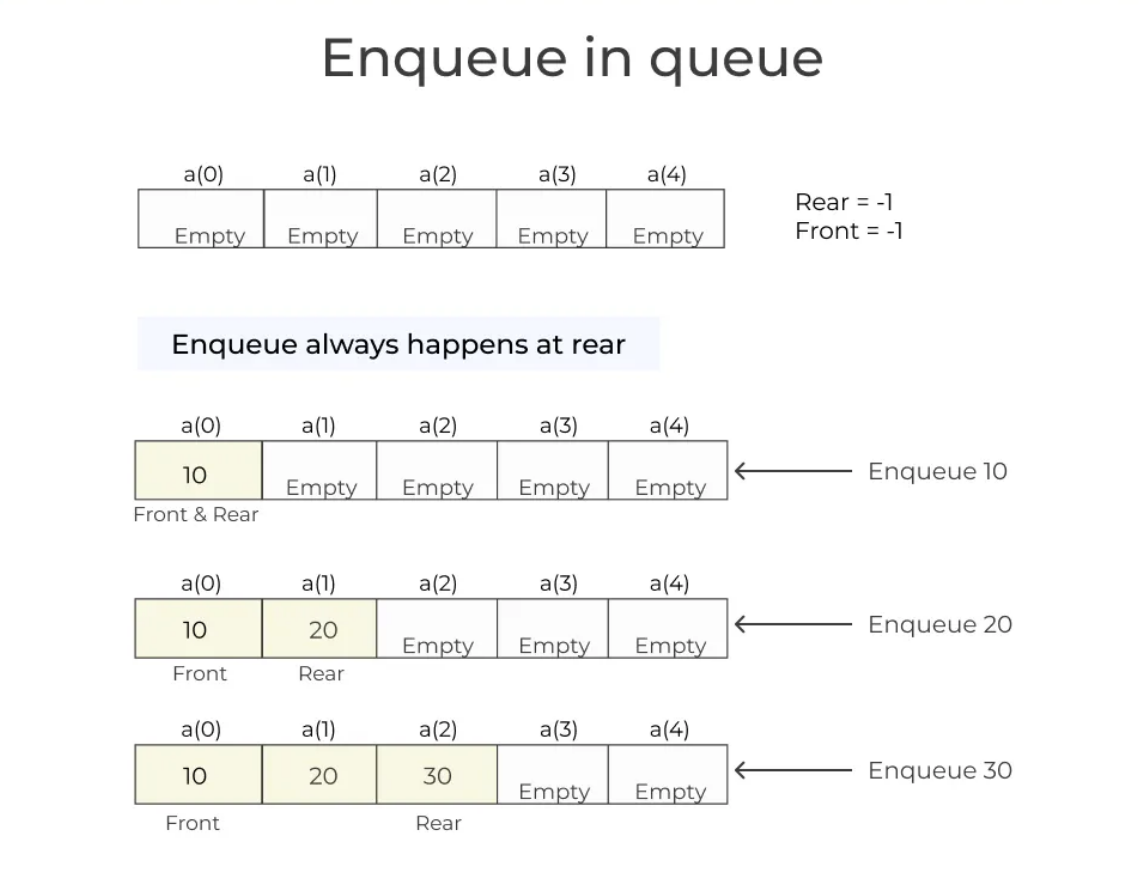 Enqueue in queue
a(0) a(1) a(2) a(3) a(4)
Empty Empty Empty Empty Empty
Rear = -1
Front = -1
Enqueue always happens at rear
a(0) a(1) a(2) a(3) a(4)
10 Empty Empty Empty Empty
Enqueue 10
Front & Rear
a(0) a(1) a(2) a(3) a(4)
10 20 Empty Empty Empty
Enqueue 20
Front Rear
a(0) a(1) a(2) a(3) a(4)
10 20 30 Empty Empty
Enqueue 30
Front Rear